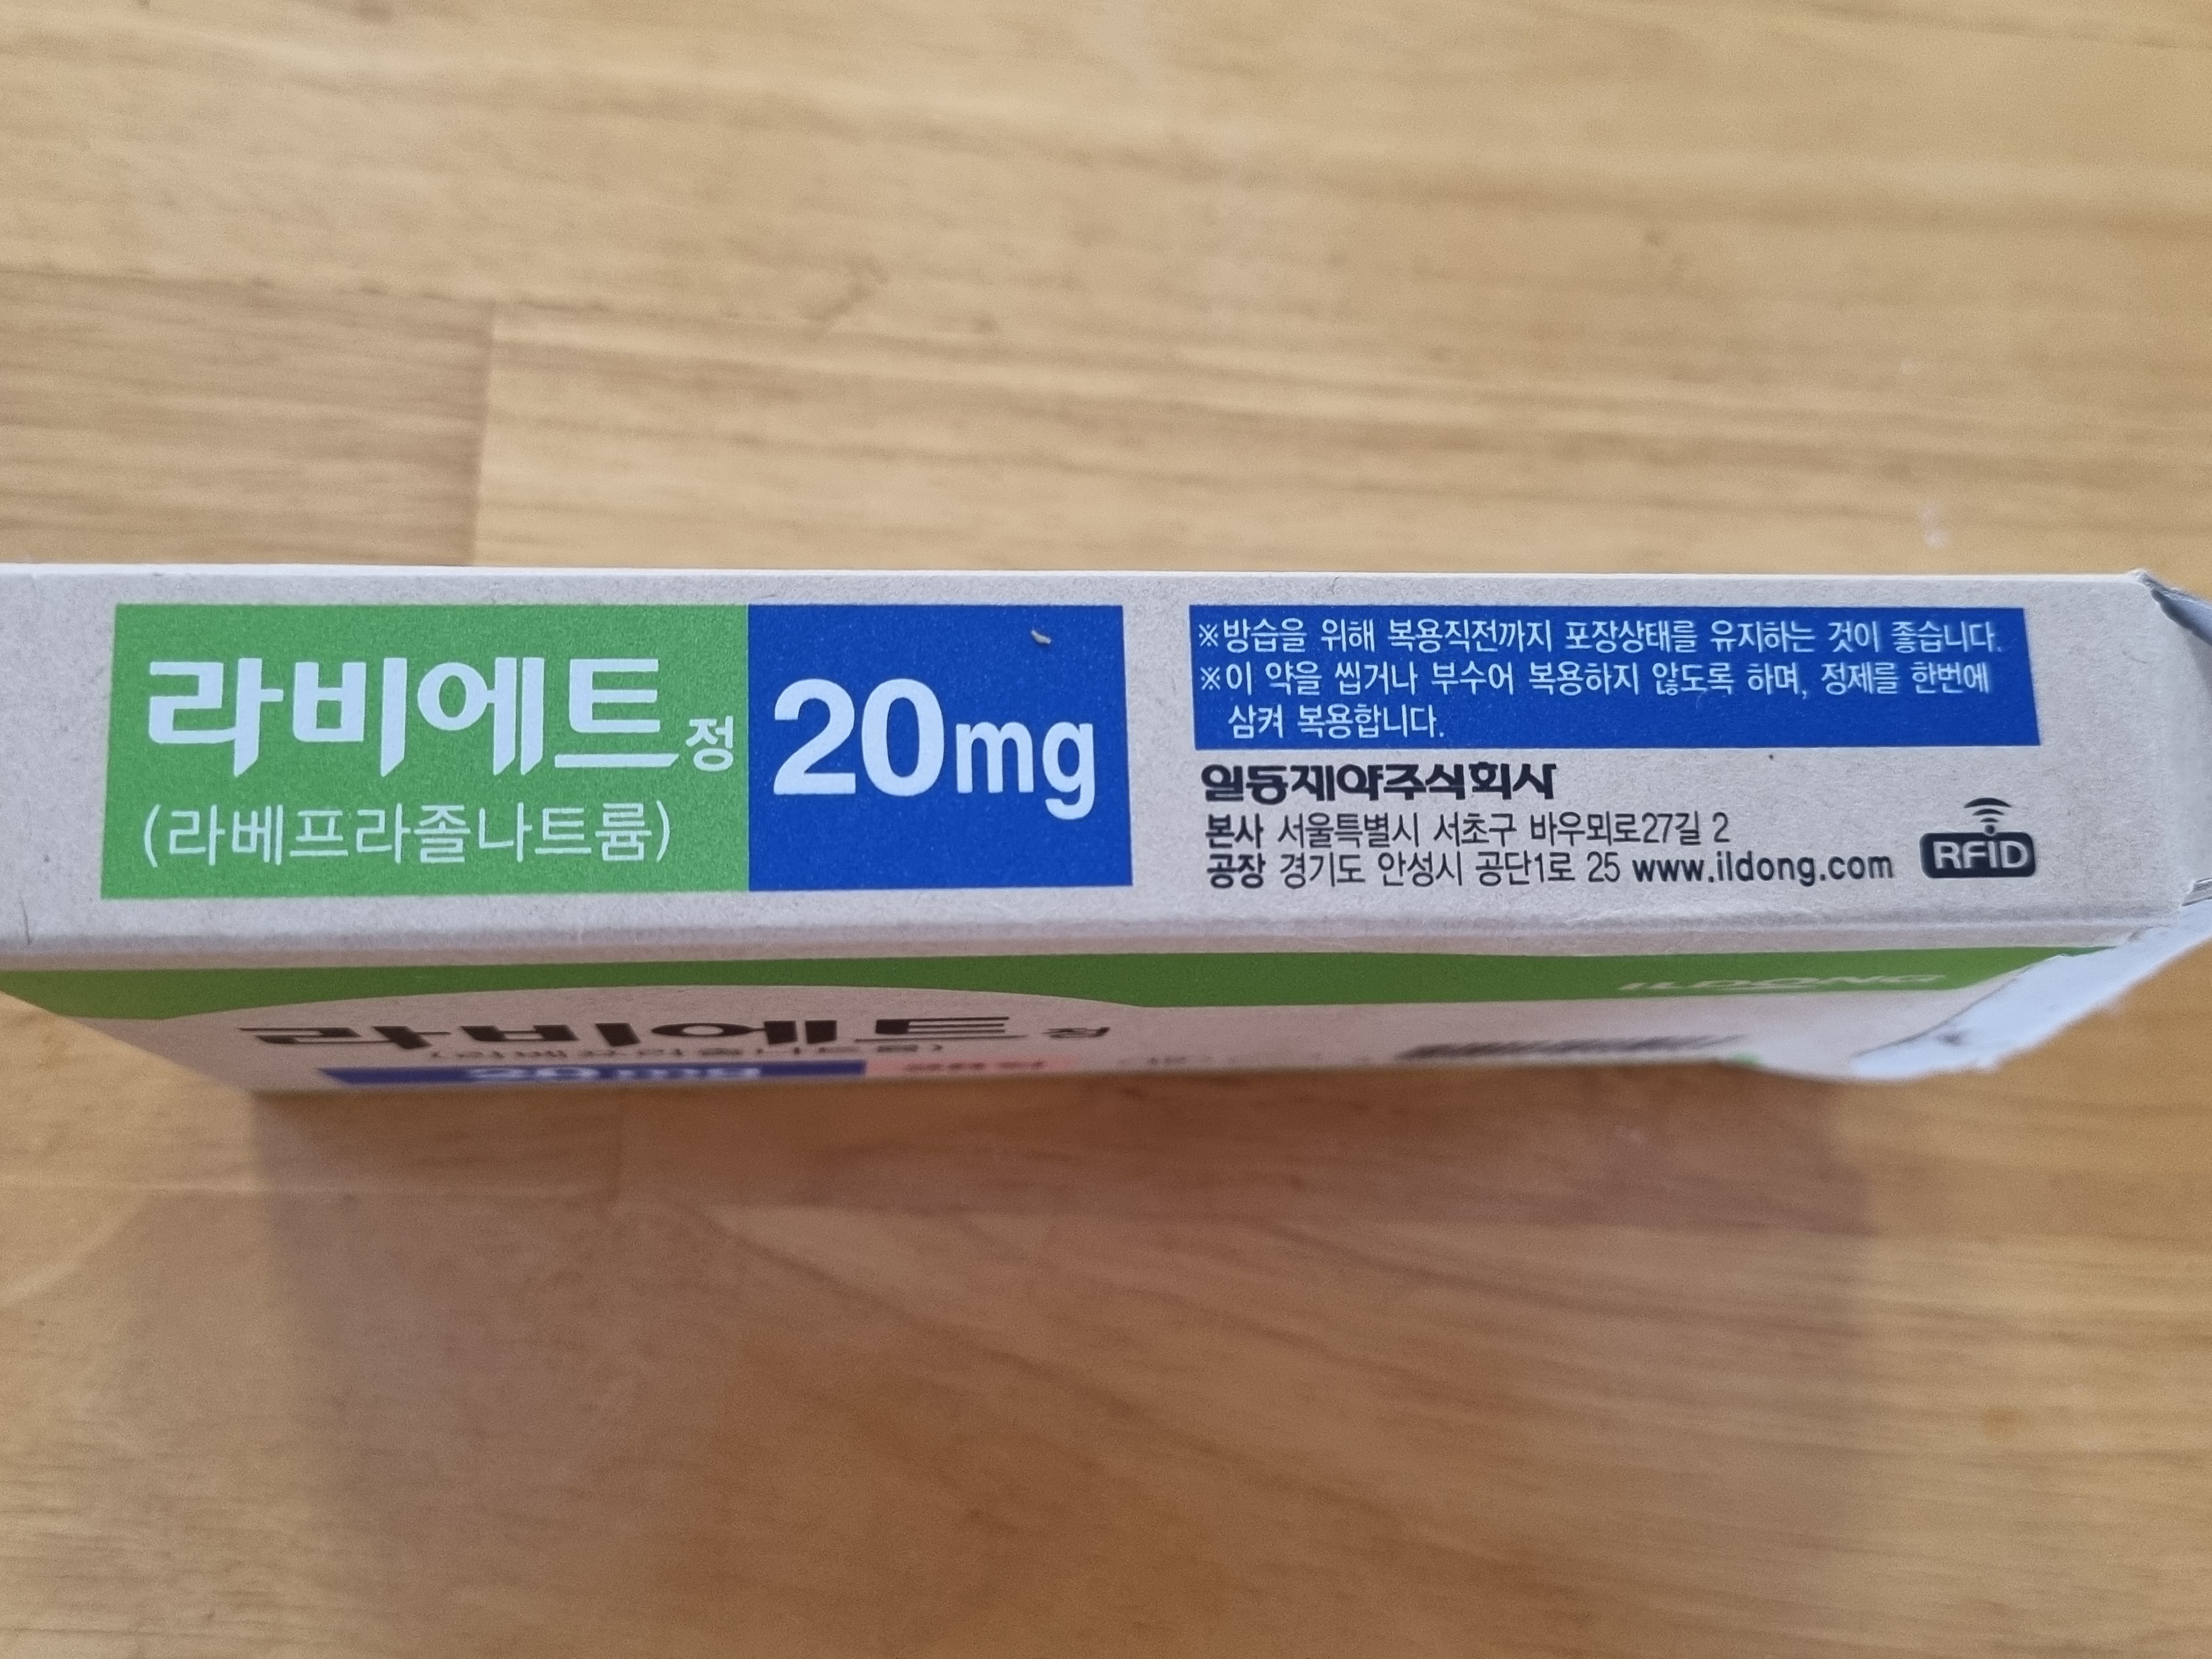 라비에트정
(라베프라졸나트륨)
20mg
※방습을 위해 복용직전까지 포장상태를 유지하는 것이 좋습니다.
※이 약을 씹거나 부수어 복용하지 않도록 하며, 정제를 한번에
삼켜 복용합니다.
일동제약주식회사
본사 서울특별시 서초구 바우뫼로27길 2
공장 경기도 안성시 공단1로 25 www.ildong.com
RFID
ILDONG
라비에트정
20mg